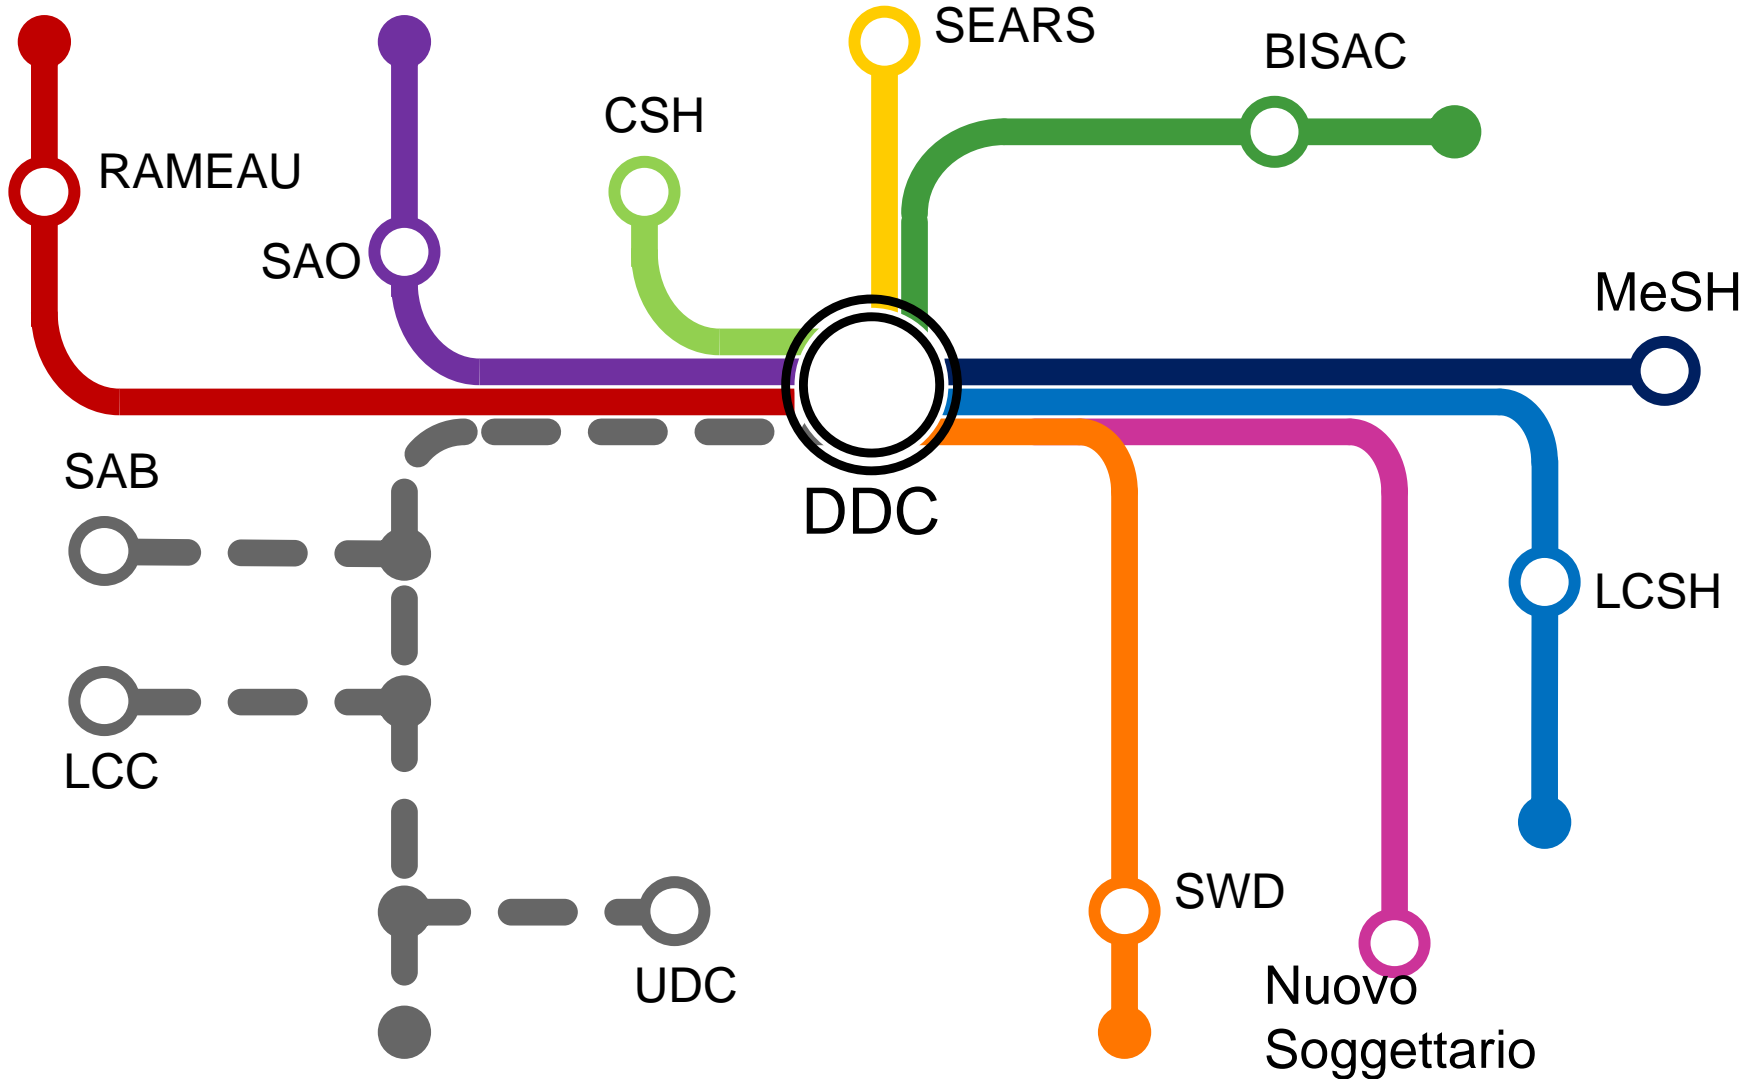 SEARS
BISAC
CSH
RAMEAU
SAO
MeSH
SAB
DDC
LCSH
LCC
SWD
UDC
Nuovo
Soggettario